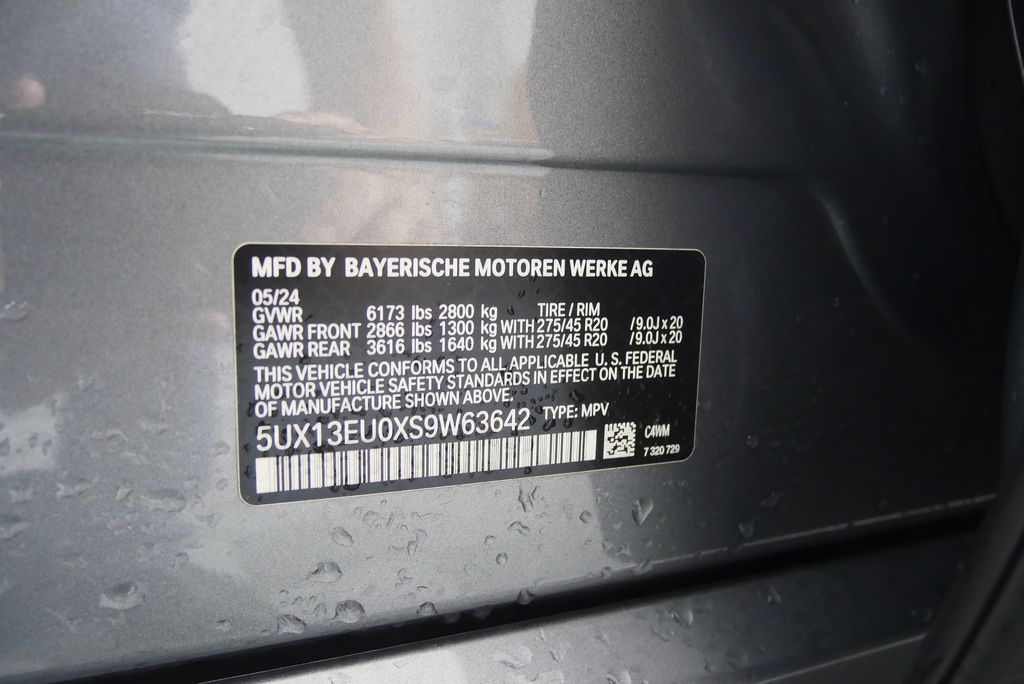 MFD BY BAYERISCHE MOTOREN WERKE AG
05/24
GVWR 6173 lbs 2800 kg TIRE / RIM
GAWR FRONT 2866 lbs 1300 kg WITH 275/45 R20 / 9.0J x 20
GAWR REAR 3616 lbs 1640 kg WITH 275/45 R20 / 9.0J x 20
THIS VEHICLE CONFORMS TO ALL APPLICABLE U. S. FEDERAL
MOTOR VEHICLE SAFETY STANDARDS IN EFFECT ON THE DATE
OF MANUFACTURE SHOWN ABOVE.
5UX13EU0XS9W63642 TYPE: MPV
C4WM
7 320 729